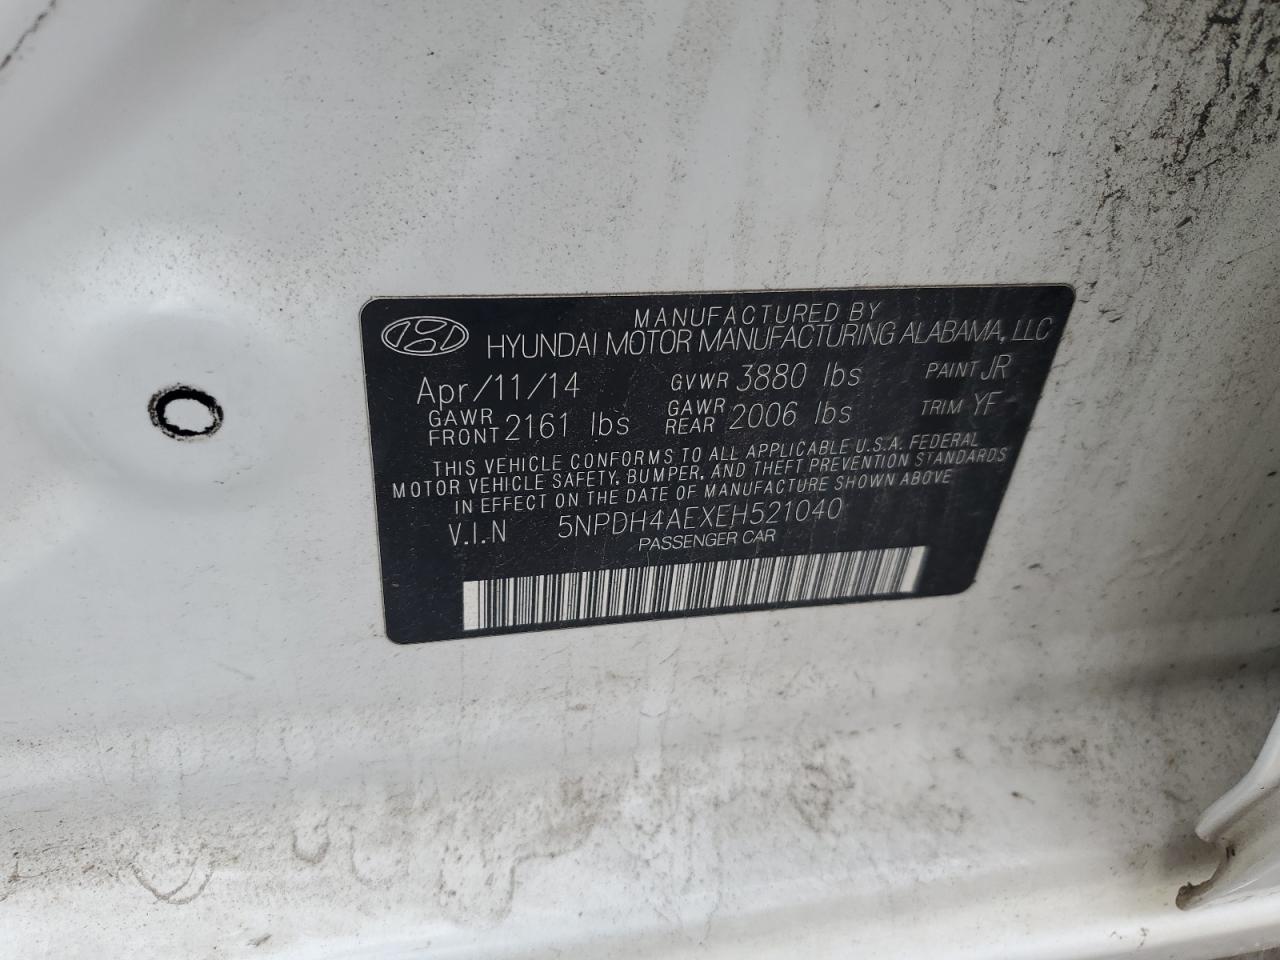 MANUFACTURED BY
HYUNDAI MOTOR MANUFACTURING ALABAMA, LLC
Apr/11/14 GVWR 3880 lbs PAINT JR
GAWR FRONT 2161 lbs GAWR REAR 2006 lbs TRIM YF
THIS VEHICLE CONFORMS TO ALL APPLICABLE U.S.A. FEDERAL
MOTOR VEHICLE SAFETY, BUMPER, AND THEFT PREVENTION STANDARDS
IN EFFECT ON THE DATE OF MANUFACTURE SHOWN ABOVE
V.I.N 5NPDH4AEXEH521040
PASSENGER CAR